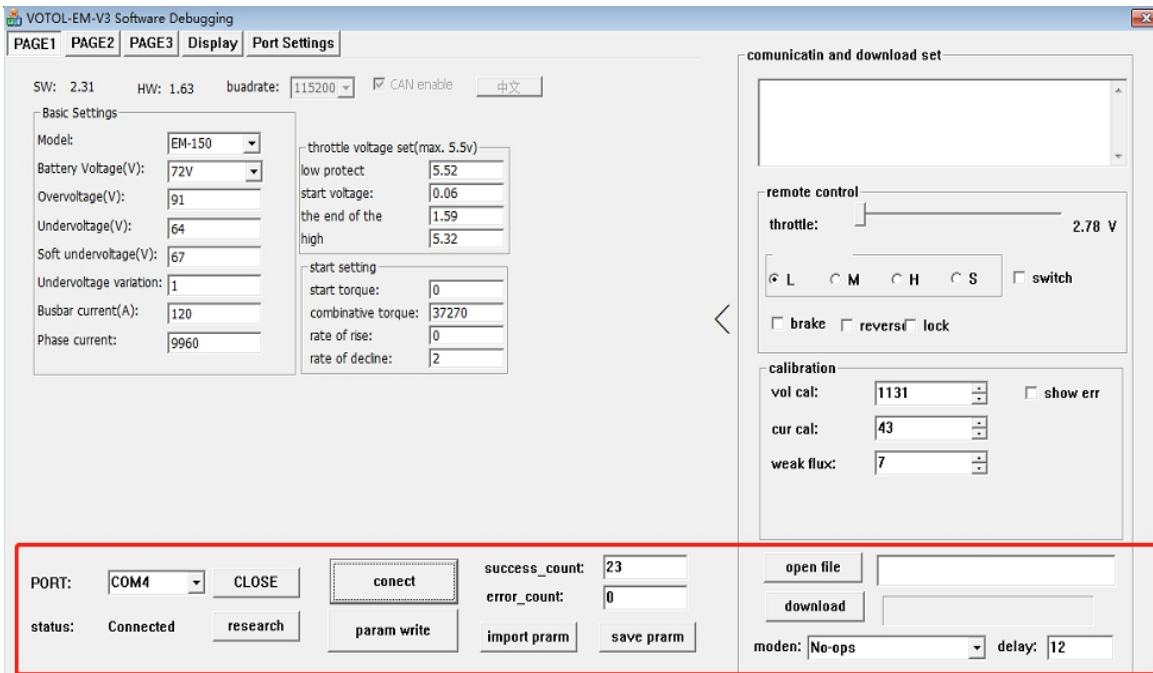 VOTOL-EM-V3 Software Debugging
PAGE1 PAGE2 PAGE3 Display Port Settings
SW: 2.31 HW: 1.63 buadrate: 115200 CAN enable 中文
Basic Settings
Model: EM-150
Battery Voltage(V): 72V
Overvoltage(V): 91
Undervoltage(V): 64
Soft undervoltage(V): 67
Undervoltage variation: 1
Busbar current(A): 120
Phase current: 9960
throttle voltage set(max. 5.5v)
low protect 5.52
start voltage: 0.06
the end of the 1.59
high 5.32
start setting
start torque: 0
combinative torque: 37270
rate of rise: 0
rate of decline: 2
comunicatin and download set
remote control
throttle: 2.78 V
L M H S switch
brake revers lock
calibration
vol cal: 1131 show err
cur cal: 43
weak flux: 7
PORT: COM4 CLOSE
status: Connected research
conect
param write
success_count: 23
error_count: 0
import prarm save prarm
open file
download
moden: No-ops delay: 12